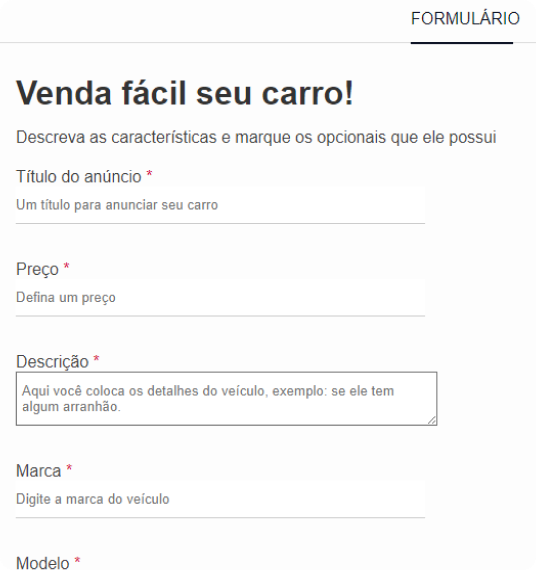 FORMULÁRIO
Venda fácil seu carro!
Descreva as características e marque os opcionais que ele possui
Título do anúncio *
Um título para anunciar seu carro
Preço *
Defina um preço
Descrição *
Aqui você coloca os detalhes do veículo, exemplo: se ele tem
algum arranhão.
Marca *
Digite a marca do veículo
Modelo *